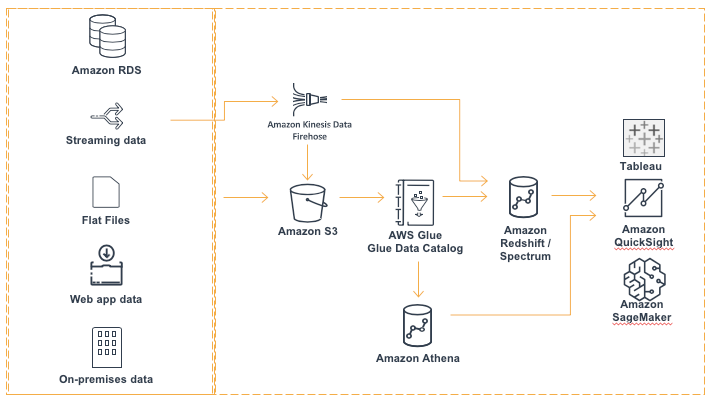 Amazon RDS
Streaming data
Flat Files
Web app data
On-premises data
Amazon Kinesis Data
Firehose
Amazon S3
AWS Glue
Glue Data Catalog
Amazon
Redshift /
Spectrum
Amazon Athena
Tableau
Amazon
QuickSight
Amazon
SageMaker